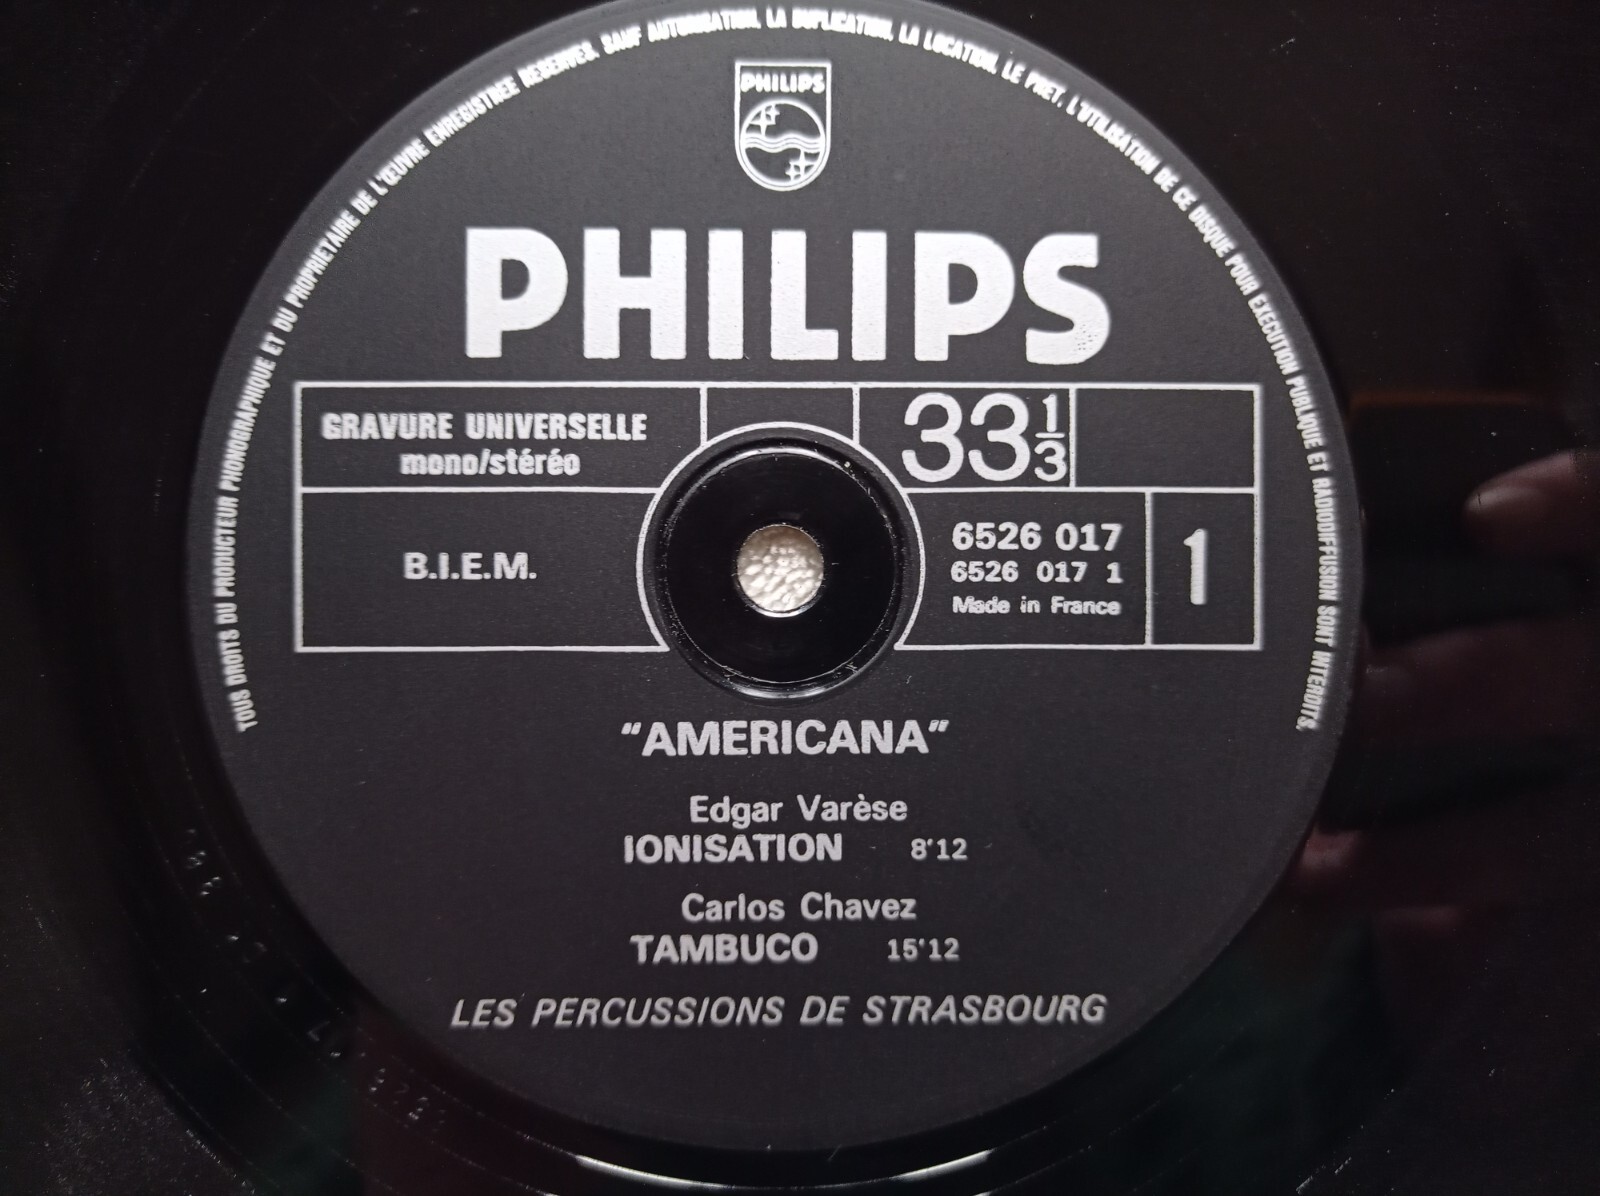 TOUS DROITS DU PRODUCTEUR PHONOGRAPHIQUE ET DU PROPRIETAIRE DE L'ŒUVRE ENREGISTREE RESERVES. SAUF AUTORISATION, LA DUPLICATION, LA LOCATION, LE PRET, L'UTILISATION DE CE DISQUE POUR EXECUTION PUBLIQUE ET RADIODIFFUSION SONT INTERDITS.
PHILIPS
PHILIPS
GRAVURE UNIVERSELLE
mono/stéréo
33 1/3
B.I.E.M.
6526 017
6526 017 1
Made in France
1
"AMERICANA"
Edgar Varèse
IONISATION 8'12
Carlos Chavez
TAMBUCO 15'12
LES PERCUSSIONS DE STRASBOURG